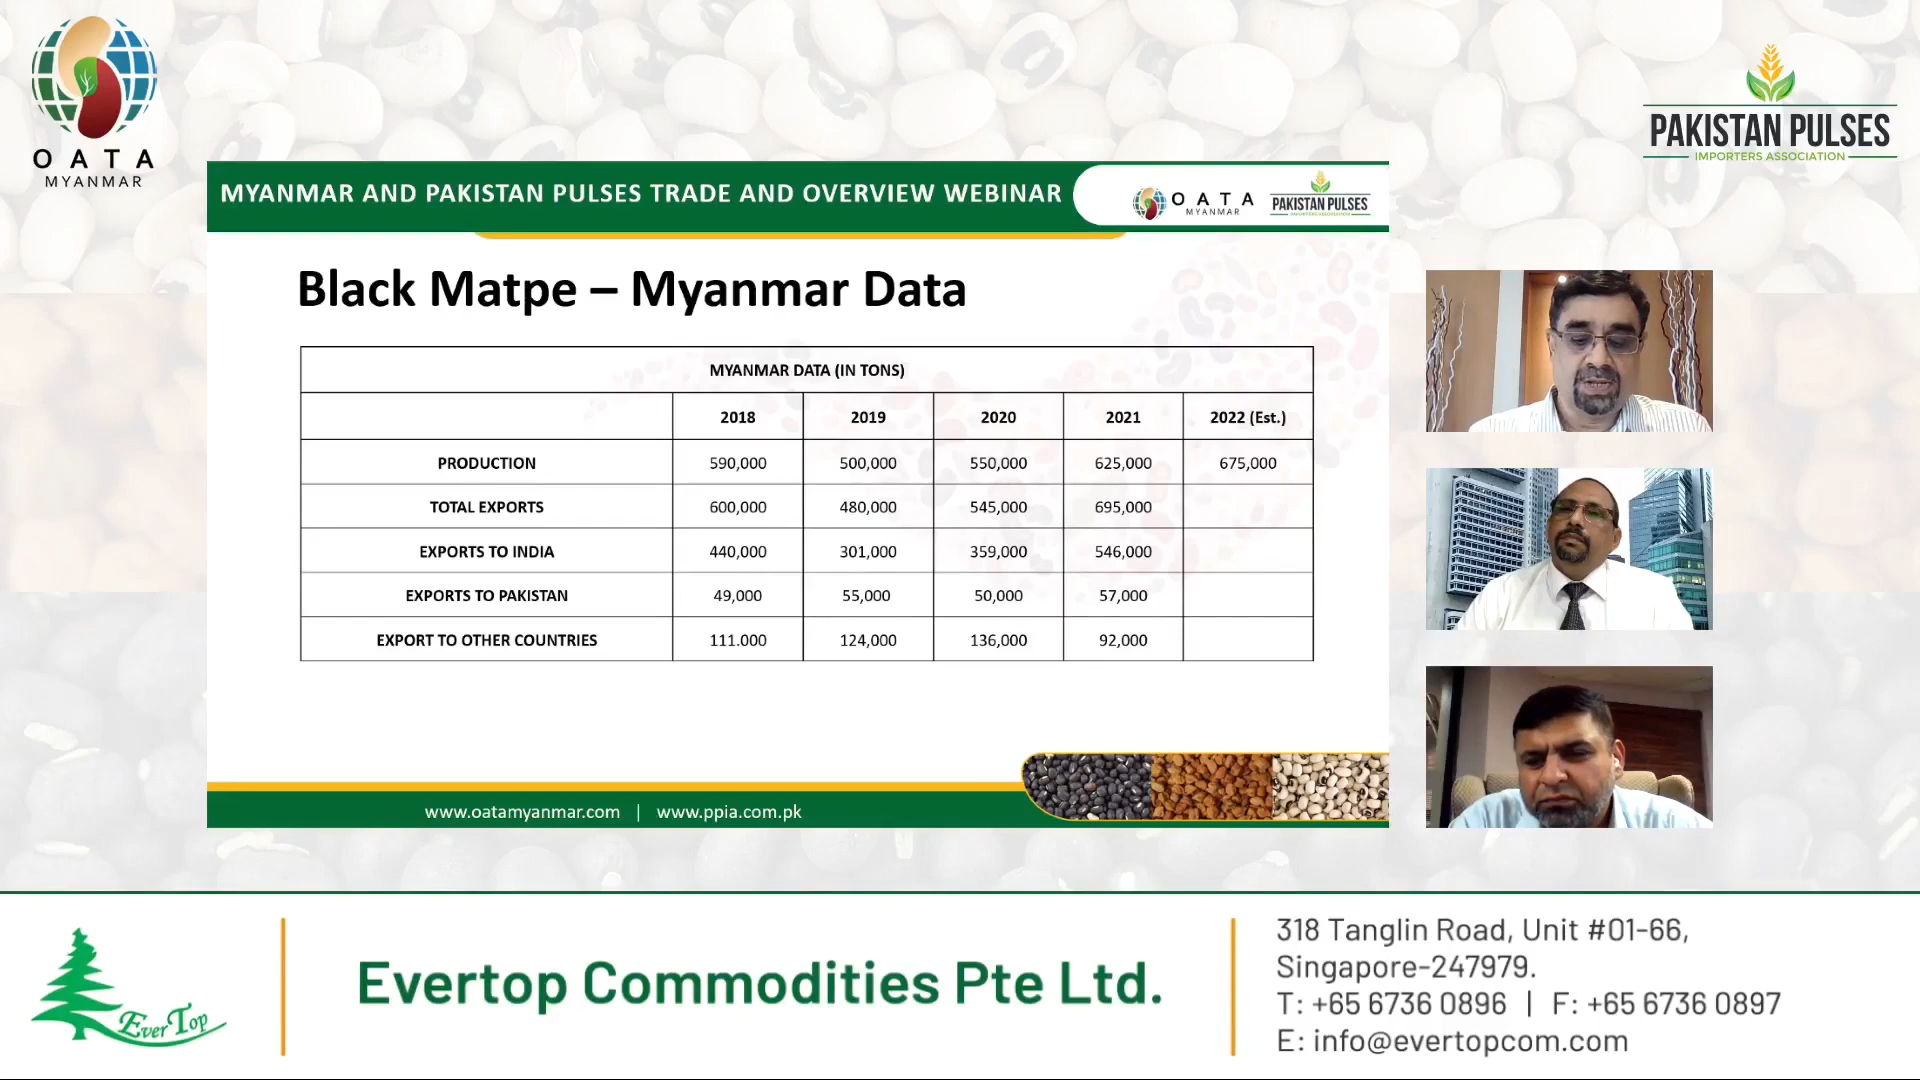 OATA
MYANMAR
PAKISTAN PULSES
IMPORTERS ASSOCIATION
MYANMAR AND PAKISTAN PULSES TRADE AND OVERVIEW WEBINAR
OATA
MYANMAR
PAKISTAN PULSES
IMPORTERS ASSOCIATION
Black Matpe – Myanmar Data
MYANMAR DATA (IN TONS)
2018 2019 2020 2021 2022 (Est.)
PRODUCTION 590,000 500,000 550,000 625,000 675,000
TOTAL EXPORTS 600,000 480,000 545,000 695,000
EXPORTS TO INDIA 440,000 301,000 359,000 546,000
EXPORTS TO PAKISTAN 49,000 55,000 50,000 57,000
EXPORT TO OTHER COUNTRIES 111.000 124,000 136,000 92,000
www.oatamyanmar.com | www.ppia.com.pk
Ever Top
Evertop Commodities Pte Ltd.
318 Tanglin Road, Unit #01-66,
Singapore-247979.
T: +65 6736 0896 | F: +65 6736 0897
E: info@evertopcom.com